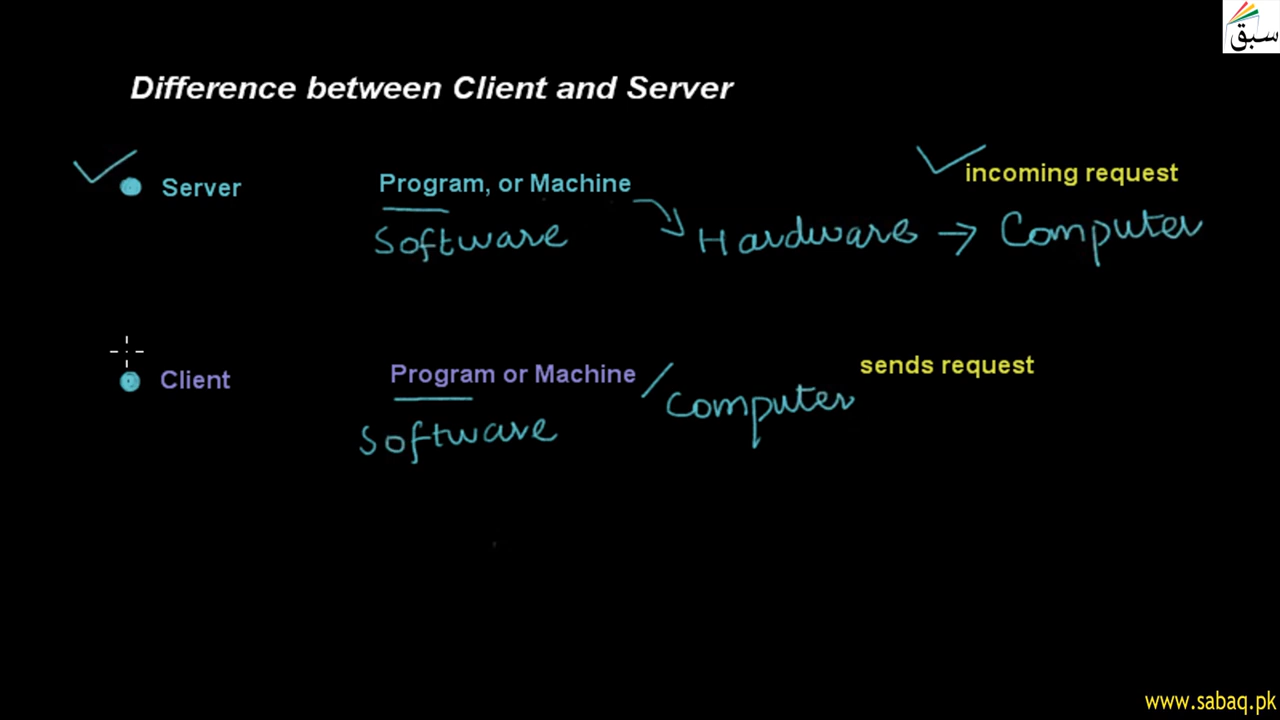 سبق
Difference between Client and Server
Server Program, or Machine incoming request
Software Hardware → Computer
Client Program or Machine / Computer sends request
Software
www.sabaq.pk